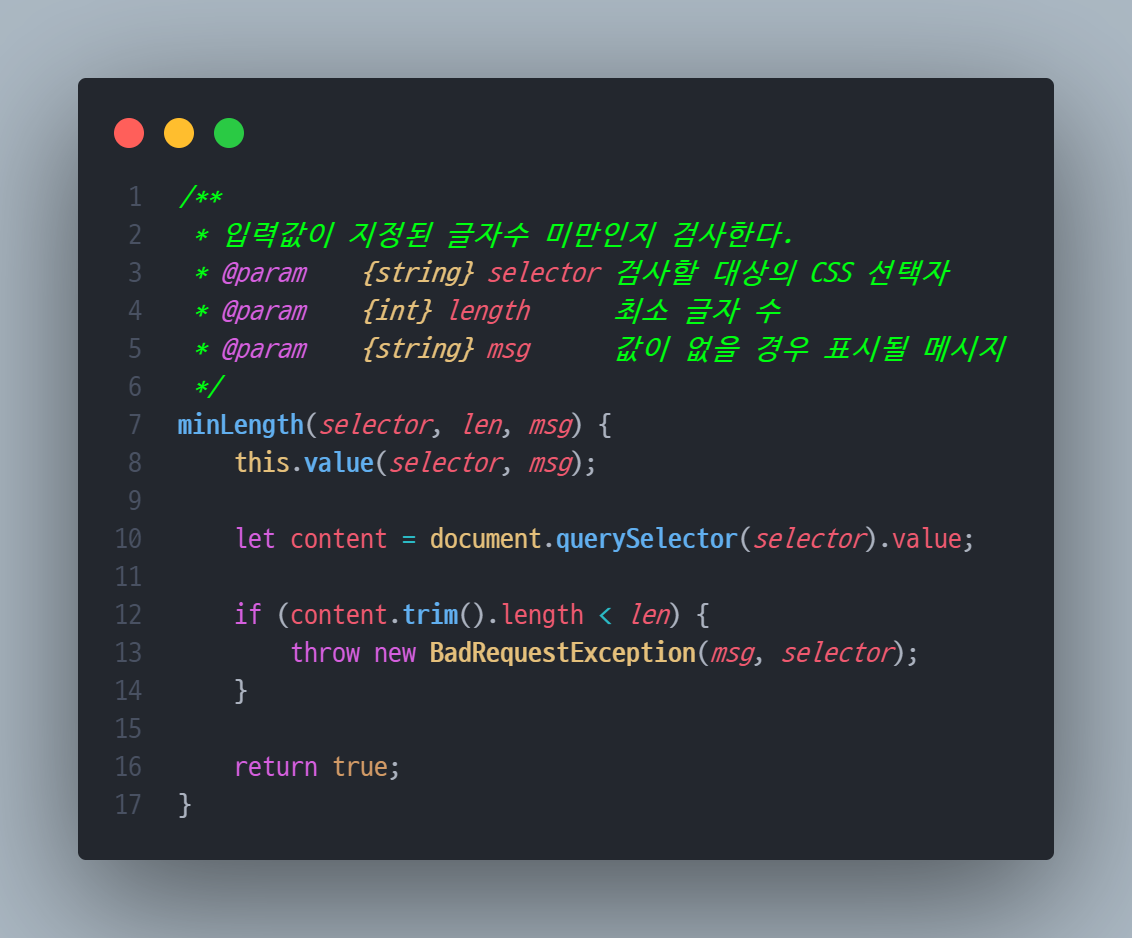 1 /**
2  * 입력값이 지정된 글자수 미만인지 검사한다.
3  * @param    {string} selector 검사할 대상의 CSS 선택자
4  * @param    {int} length      최소 글자 수
5  * @param    {string} msg      값이 없을 경우 표시될 메시지
6  */
7 minLength(selector, len, msg) {
8     this.value(selector, msg);
9
10     let content = document.querySelector(selector).value;
11
12     if (content.trim().length < len) {
13         throw new BadRequestException(msg, selector);
14     }
15
16     return true;
17 }